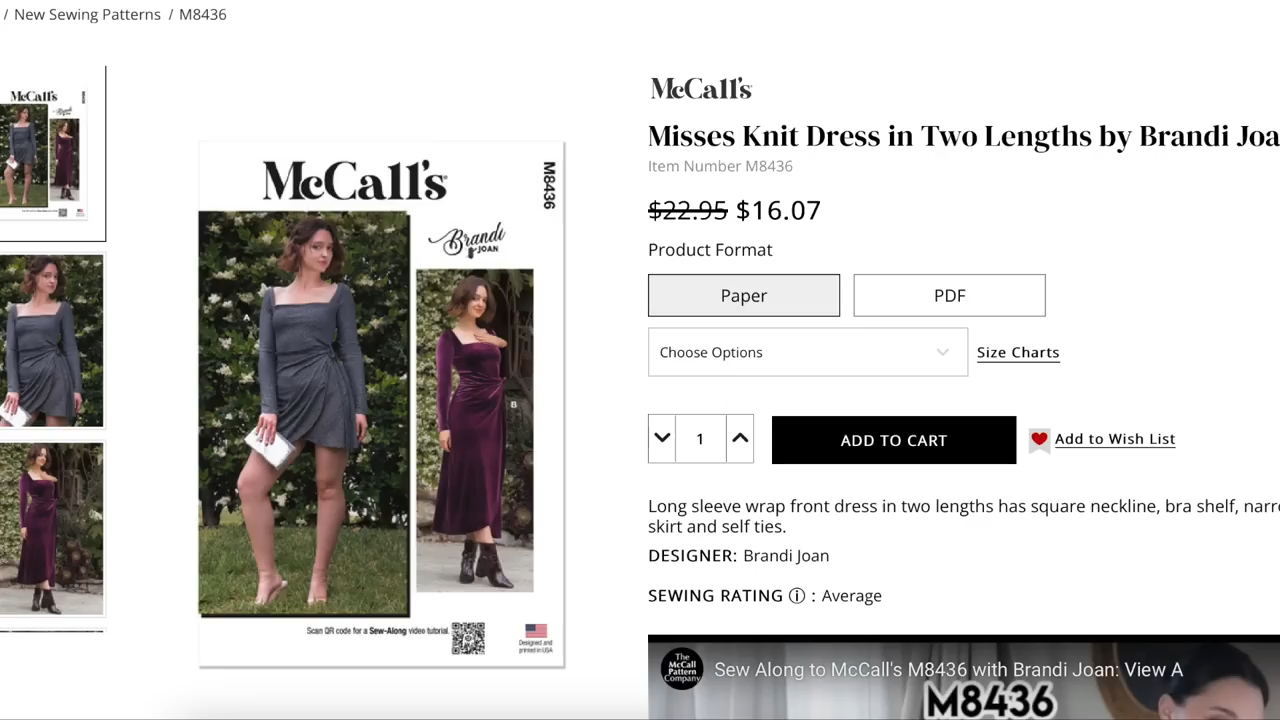 / New Sewing Patterns / M8436
McCall's
McCall's
M8436
Brandi
JOAN
A
B
Scan QR code for a Sew-Along video tutorial.
Designed and
printed in USA
McCall's
Misses Knit Dress in Two Lengths by Brandi Joa
Item Number M8436
$22.95 $16.07
Product Format
Paper PDF
Choose Options Size Charts
1 ADD TO CART Add to Wish List
Long sleeve wrap front dress in two lengths has square neckline, bra shelf, narr
skirt and self ties.
DESIGNER: Brandi Joan
SEWING RATING ⓘ : Average
The
McCall
Pattern
Company
Sew Along to McCall's M8436 with Brandi Joan: View A
M8436